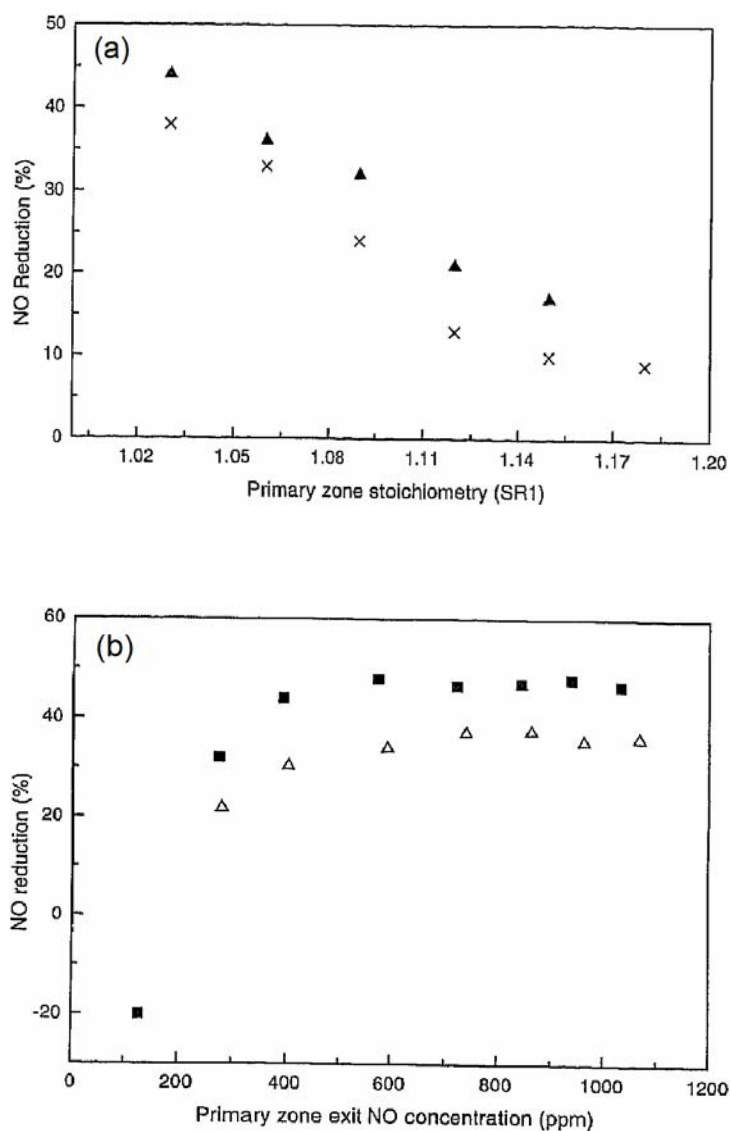 (a)
50
40
30
20
10
0
NO Reduction (%)
1.02 1.05 1.08 1.11 1.14 1.17 1.20
Primary zone stoichiometry (SR1)
(b)
60
40
20
0
-20
NO reduction (%)
0 200 400 600 800 1000 1200
Primary zone exit NO concentration (ppm)